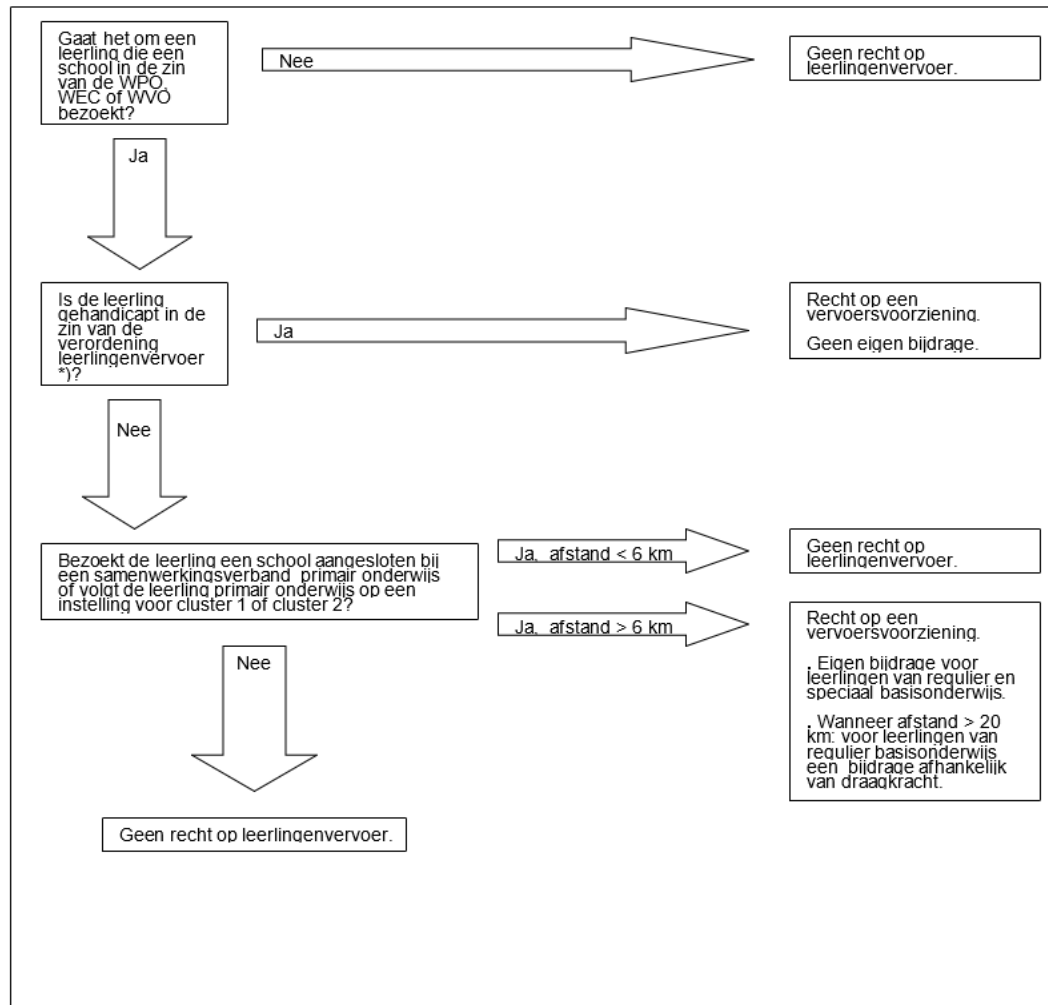 Gaat het om een
leerling die een
school in de zin
van de WPO,
WEC of WVO
bezoekt?
Nee
Geen recht op
leerlingenvervoer.
Ja
Is de leerling
gehandicapt in de
zin van de
verordening
leerlingenvervoer
*)?
Ja
Recht op een
vervoersvoorziening.
Geen eigen bijdrage.
Nee
Bezoekt de leerling een school aangesloten bij
een samenwerkingsverband primair onderwijs
of volgt de leerling primair onderwijs op een
instelling voor cluster 1 of cluster 2?
Ja, afstand < 6 km
Geen recht op
leerlingenvervoer.
Ja, afstand > 6 km
Recht op een
vervoersvoorziening.
. Eigen bijdrage voor
leerlingen van regulier en
speciaal basisonderwijs.
. Wanneer afstand > 20
km: voor leerlingen van
regulier basisonderwijs
een bijdrage afhankelijk
van draagkracht.
Nee
Geen recht op leerlingenvervoer.